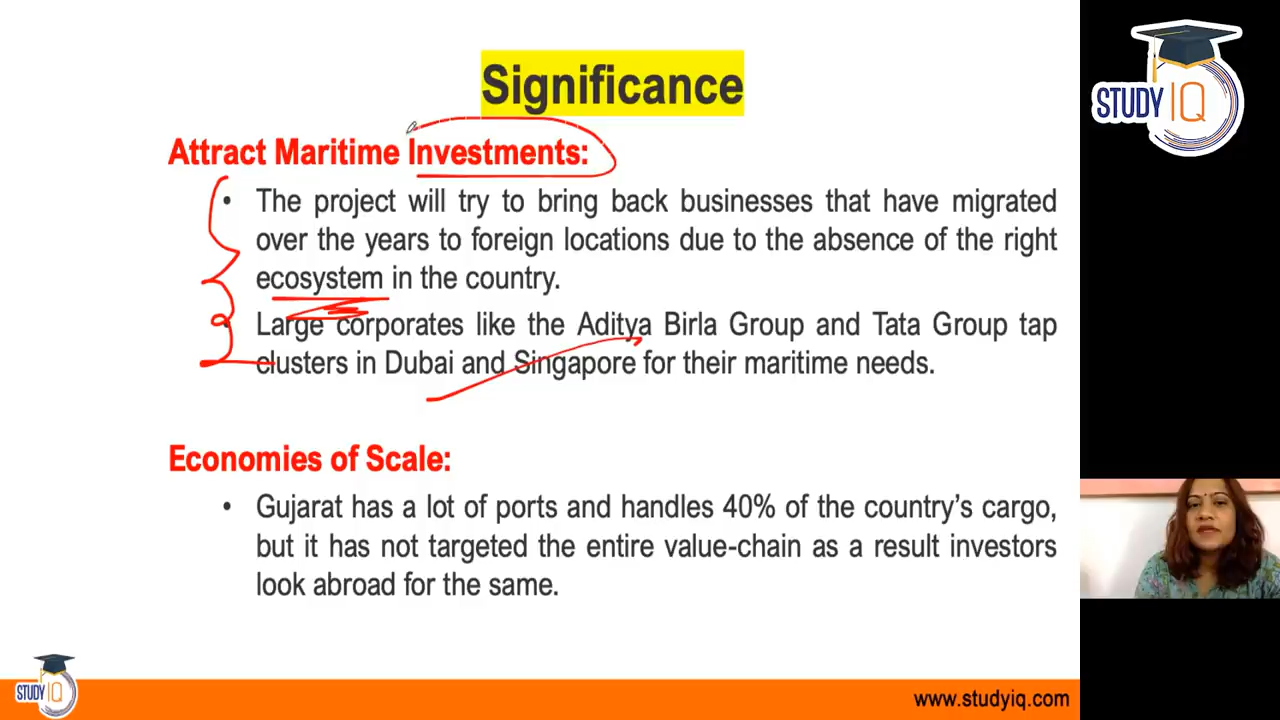 Significance
STUDY IQ
Attract Maritime Investments:
• The project will try to bring back businesses that have migrated
over the years to foreign locations due to the absence of the right
ecosystem in the country.
• Large corporates like the Aditya Birla Group and Tata Group tap
clusters in Dubai and Singapore for their maritime needs.
Economies of Scale:
• Gujarat has a lot of ports and handles 40% of the country's cargo,
but it has not targeted the entire value-chain as a result investors
look abroad for the same.
STUDY IQ
www.studyiq.com